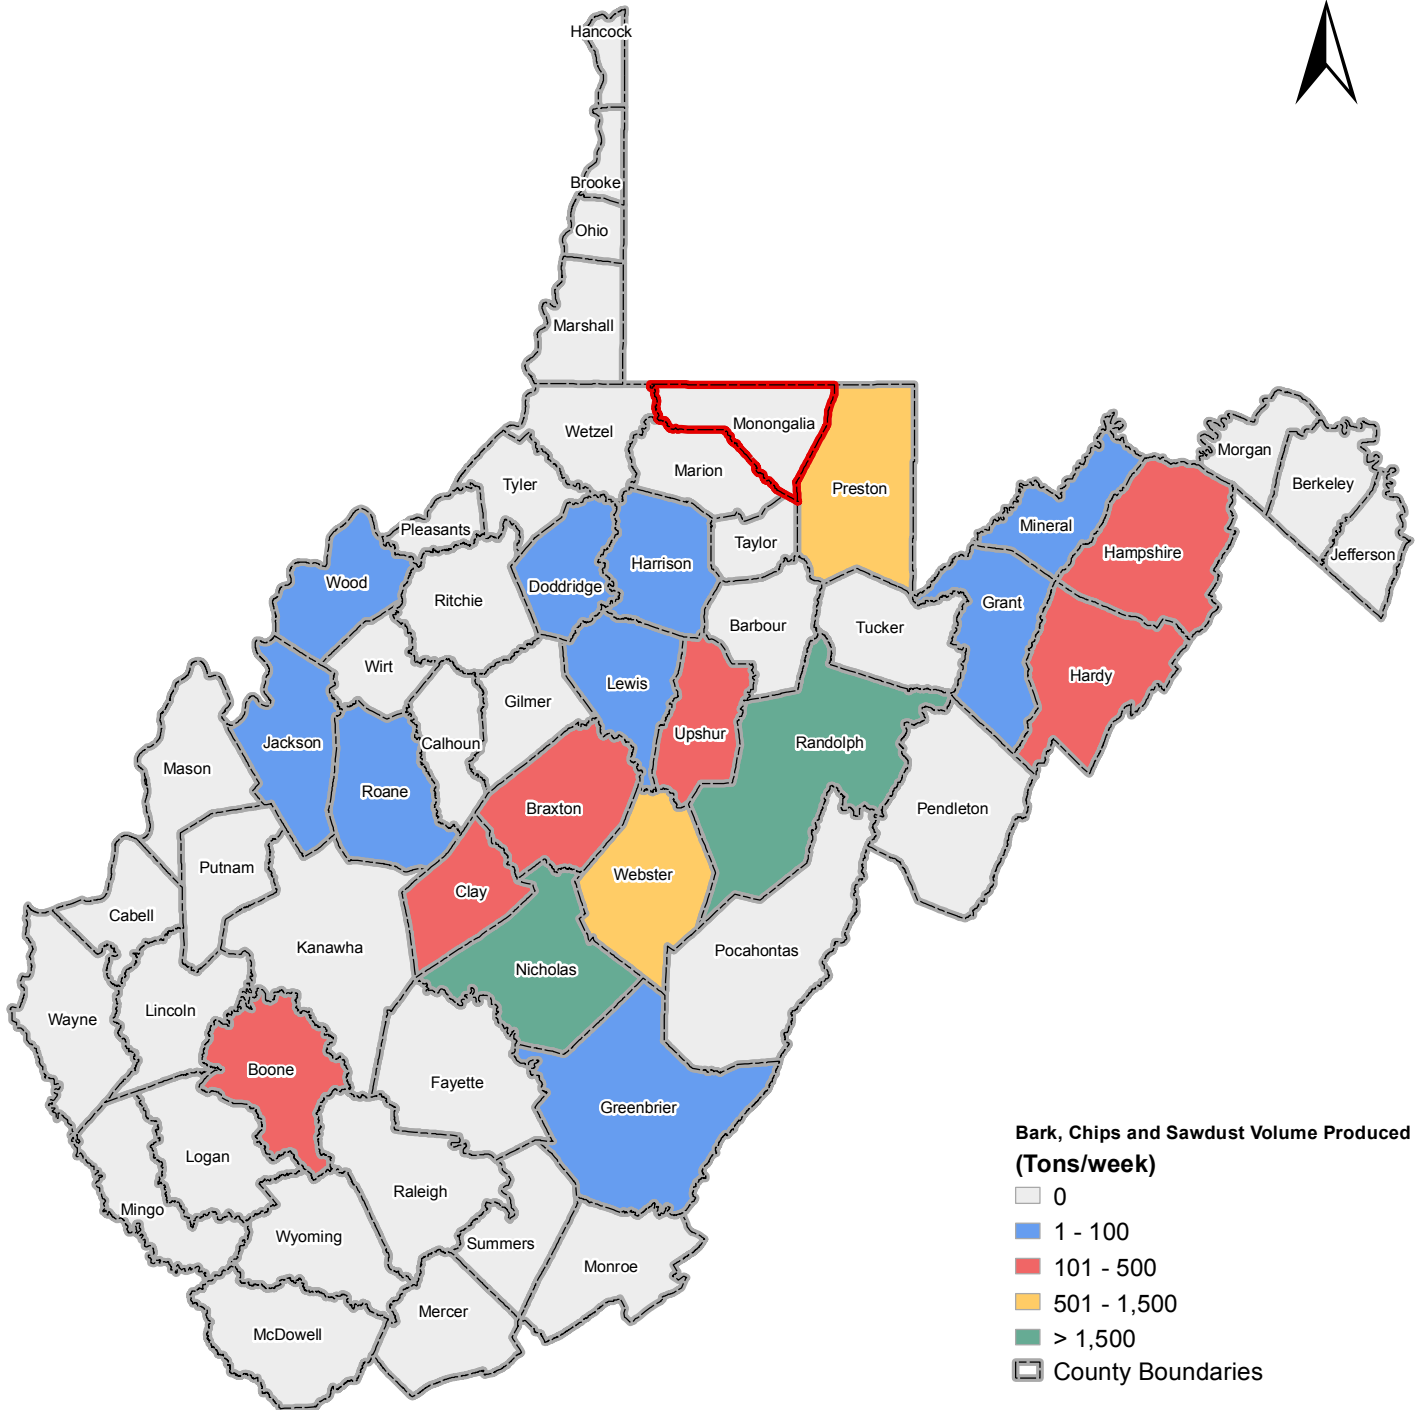 Hancock
Brooke
Ohio
Marshall
Monongalia
Wetzel
Marion
Morgan
Tyler
Preston
Berkeley
Pleasants
Mineral
Taylor
Hampshire
Jefferson
Harrison
Wood
Doddridge
Ritchie
Grant
Barbour
Tucker
Wirt
Hardy
Lewis
Gilmer
Upshur
Jackson
Calhoun
Randolph
Mason
Roane
Braxton
Pendleton
Putnam
Webster
Clay
Cabell
Kanawha
Pocahontas
Nicholas
Lincoln
Wayne
Boone
Fayette
Greenbrier
Logan
Raleigh
Mingo
Wyoming
Summers
Monroe
Mercer
McDowell
Bark, Chips and Sawdust Volume Produced
(Tons/week)
0
1 - 100
101 - 500
501 - 1,500
> 1,500
County Boundaries